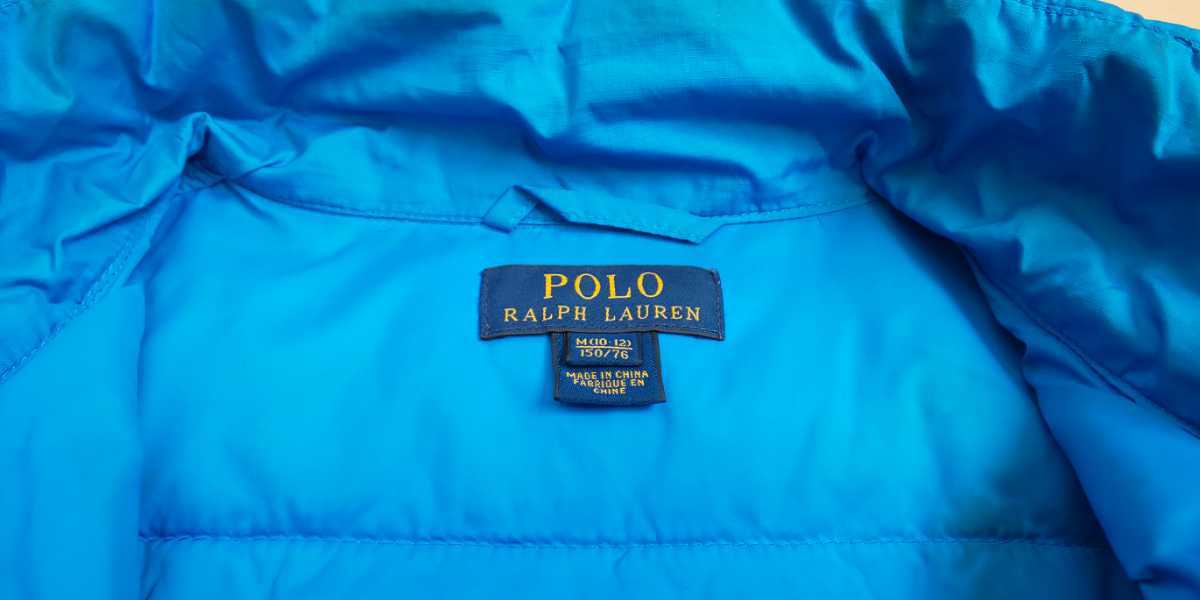 POLO
RALPH LAUREN
M(10-12)
150/76
MADE IN CHINA
FABRIQUE EN
CHINE